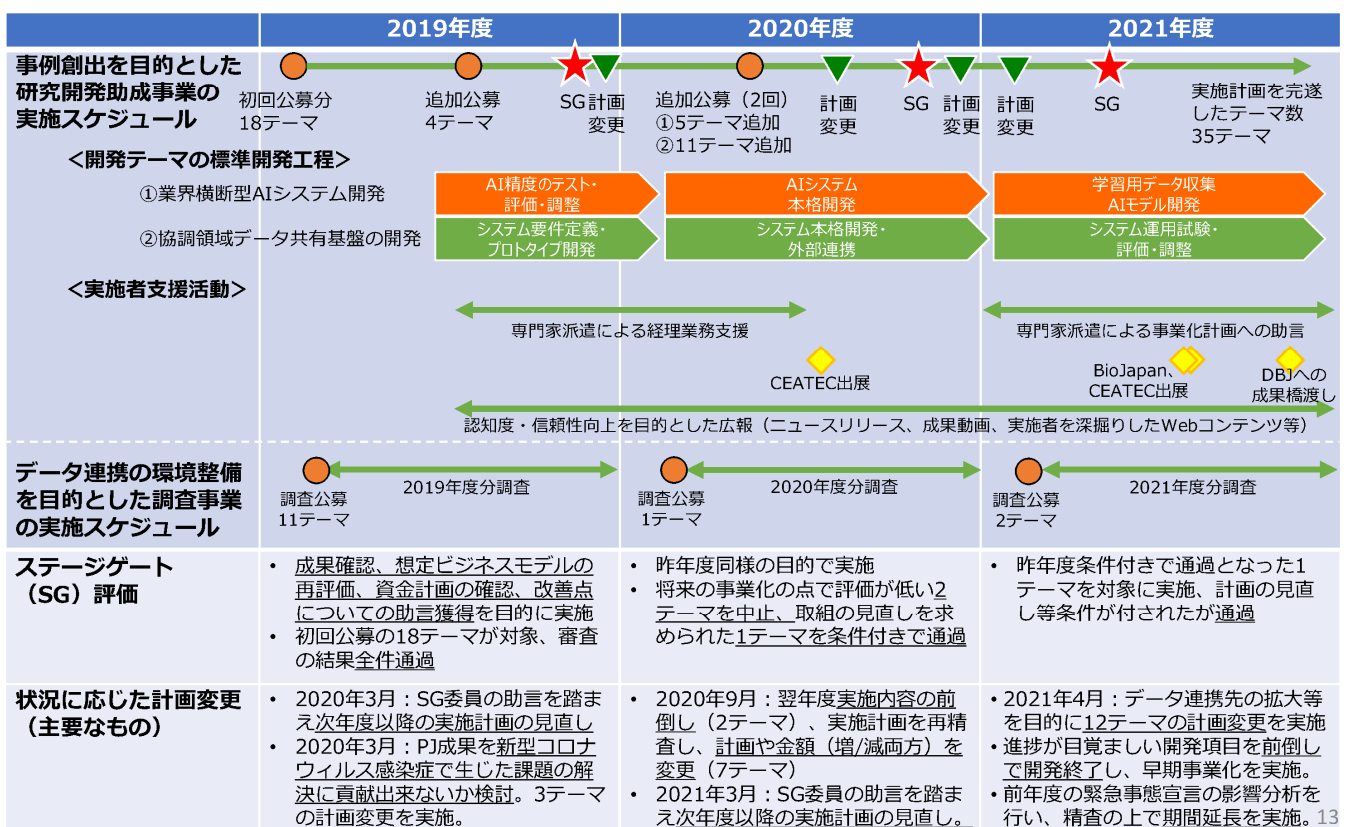 2019年度
2020年度
2021年度
事例創出を目的とした
研究開発助成事業の
実施スケジュール
初回公募分
18テーマ
追加公募
4テーマ
SG
計画
変更
追加公募（2回）
①5テーマ追加
②11テーマ追加
計画
変更
SG
計画
変更
計画
変更
SG
実施計画を完遂
したテーマ数
35テーマ
＜開発テーマの標準開発工程＞
①業界横断型AIシステム開発
AI精度のテスト・
評価・調整
AIシステム
本格開発
学習用データ収集
AIモデル開発
②協調領域データ共有基盤の開発
システム要件定義・
プロトタイプ開発
システム本格開発・
外部連携
システム運用試験・
評価・調整
＜実施者支援活動＞
専門家派遣による経理業務支援
専門家派遣による事業化計画への助言
CEATEC出展
BioJapan、
CEATEC出展
DBJへの
成果橋渡し
認知度・信頼性向上を目的とした広報（ニュースリリース、成果動画、実施者を深掘りしたWebコンテンツ等）
データ連携の環境整備
を目的とした調査事業
の実施スケジュール
調査公募
11テーマ
2019年度分調査
調査公募
1テーマ
2020年度分調査
調査公募
2テーマ
2021年度分調査
ステージゲート
（SG）評価
• 成果確認、想定ビジネスモデルの
再評価、資金計画の確認、改善点
についての助言獲得を目的に実施
• 初回公募の18テーマが対象、審査
の結果全件通過
• 昨年度同様の目的で実施
• 将来の事業化の点で評価が低い2
テーマを中止、取組の見直しを求
められた1テーマを条件付きで通過
• 昨年度条件付きで通過となった1
テーマを対象に実施、計画の見直
し等条件が付されたが通過
状況に応じた計画変更
（主要なもの）
• 2020年3月：SG委員の助言を踏ま
え次年度以降の実施計画の見直し
• 2020年3月：PJ成果を新型コロナ
ウィルス感染症で生じた課題の解
決に貢献出来ないか検討。3テーマ
の計画変更を実施。
• 2020年9月：翌年度実施内容の前
倒し（2テーマ）、実施計画を再精
査し、計画や金額（増/減両方）を
変更（7テーマ）
• 2021年3月：SG委員の助言を踏ま
え次年度以降の実施計画の見直し。
• 2021年4月：データ連携先の拡大等
を目的に12テーマの計画変更を実施
• 進捗が目覚ましい開発項目を前倒し
で開発終了し、早期事業化を実施。
• 前年度の緊急事態宣言の影響分析を
行い、精査の上で期間延長を実施。
13